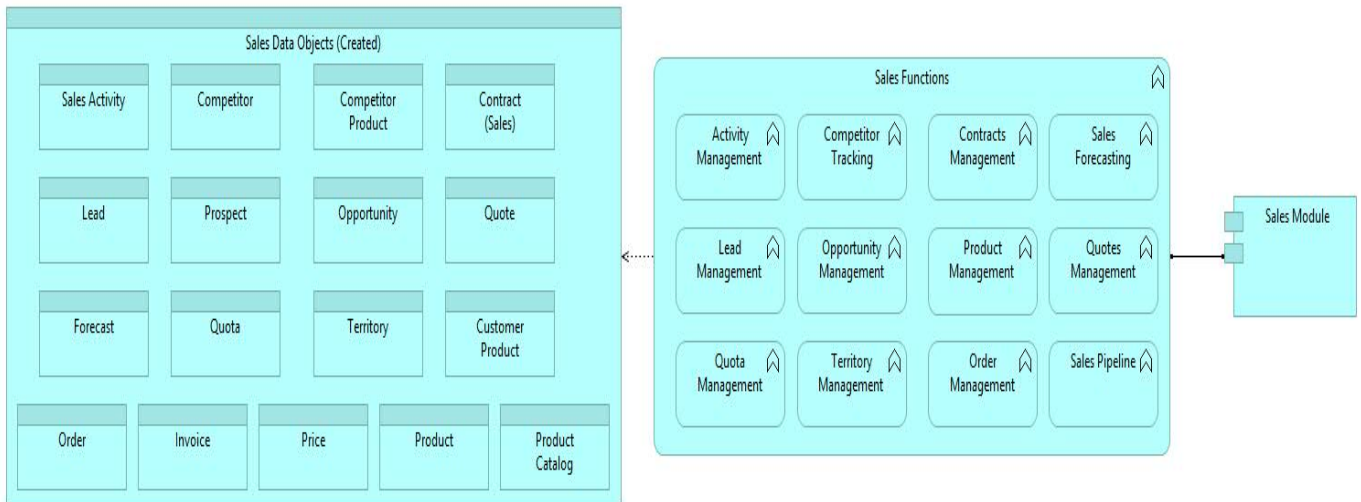 Sales Data Objects (Created)
Sales Activity
Competitor
Competitor
Product
Contract
(Sales)
Lead
Prospect
Opportunity
Quote
Forecast
Quota
Territory
Customer
Product
Order
Invoice
Price
Product
Product
Catalog
Sales Functions
Activity
Management
Competitor
Tracking
Contracts
Management
Sales
Forecasting
Lead
Management
Opportunity
Management
Product
Management
Quotes
Management
Quota
Management
Territory
Management
Order
Management
Sales Pipeline
Sales Module